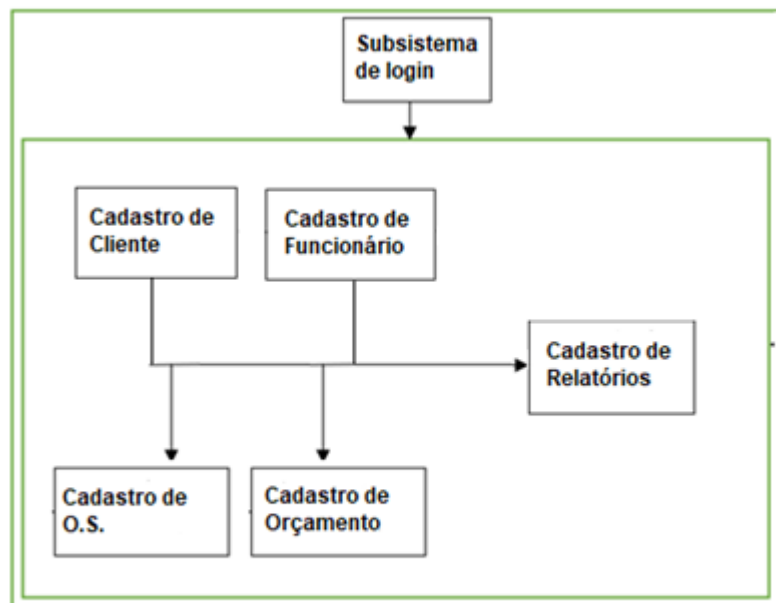 Subsistema
de login
Cadastro de
Cliente
Cadastro de
Funcionário
Cadastro de
Relatórios
Cadastro de
O.S.
Cadastro de
Orçamento